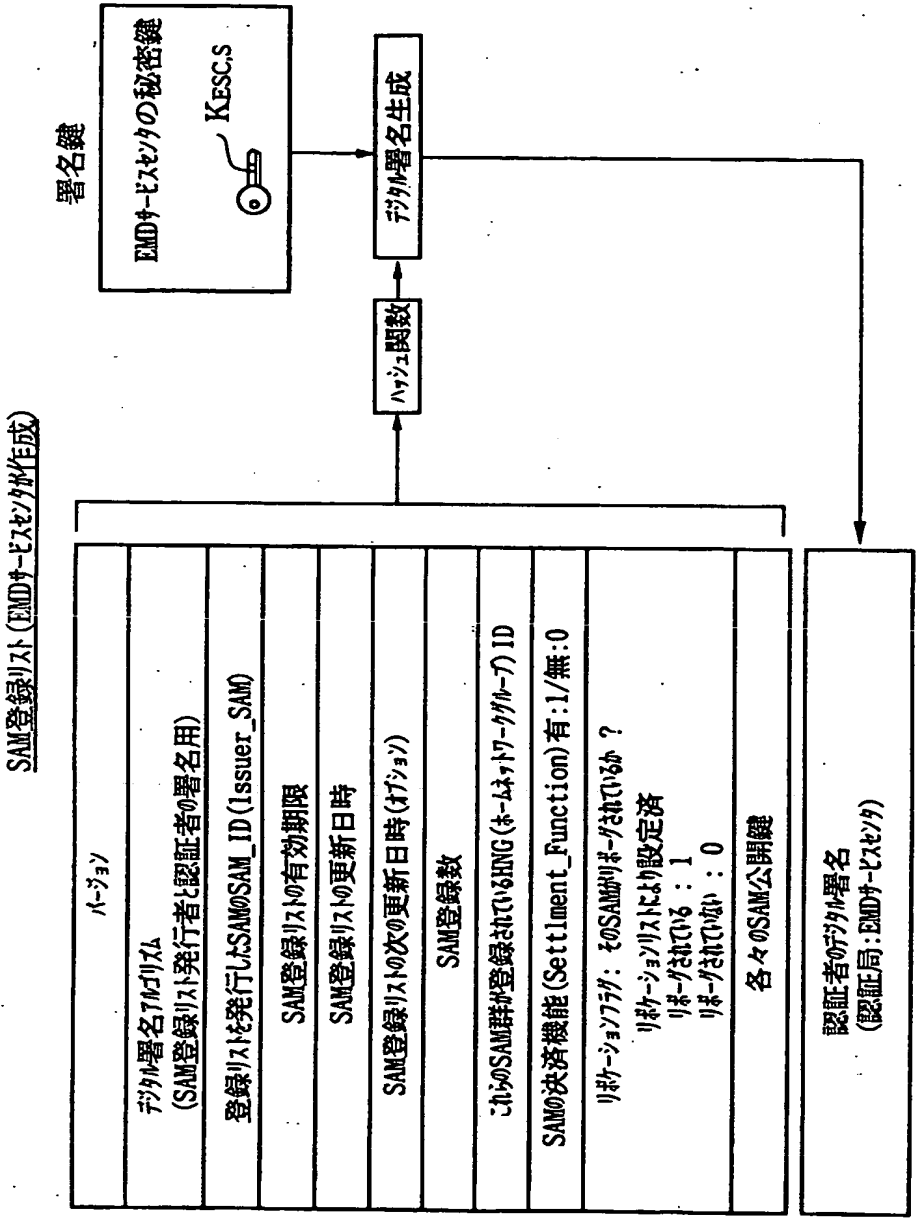 SAM登録リスト(EMDサービスセンタが作成)
バージョン
デジタル署名アルゴリズム
(SAM登録リスト発行者と認証者の署名用)
登録リストを発行したSAMのSAM_ID(Issuer_SAM)
SAM登録リストの有効期限
SAM登録リストの更新日時
SAM登録リストの次の更新日時(オプション)
SAM登録数
これらのSAM群が登録されているHNG(ホームネットワークグループ)ID
SAMの決済機能(Settlment_Function)有:1/無:0
リボケーションフラグ: そのSAMがリボークされているか?
リボケーションリストにより設定済
リボークされている : 1
リボークされていない : 0
各々のSAM公開鍵
認証者のデジタル署名
(認証局:EMDサービスセンタ)
ハッシュ関数
署名鍵
EMDサービスセンタの秘密鍵
KESC,S
デジタル署名生成